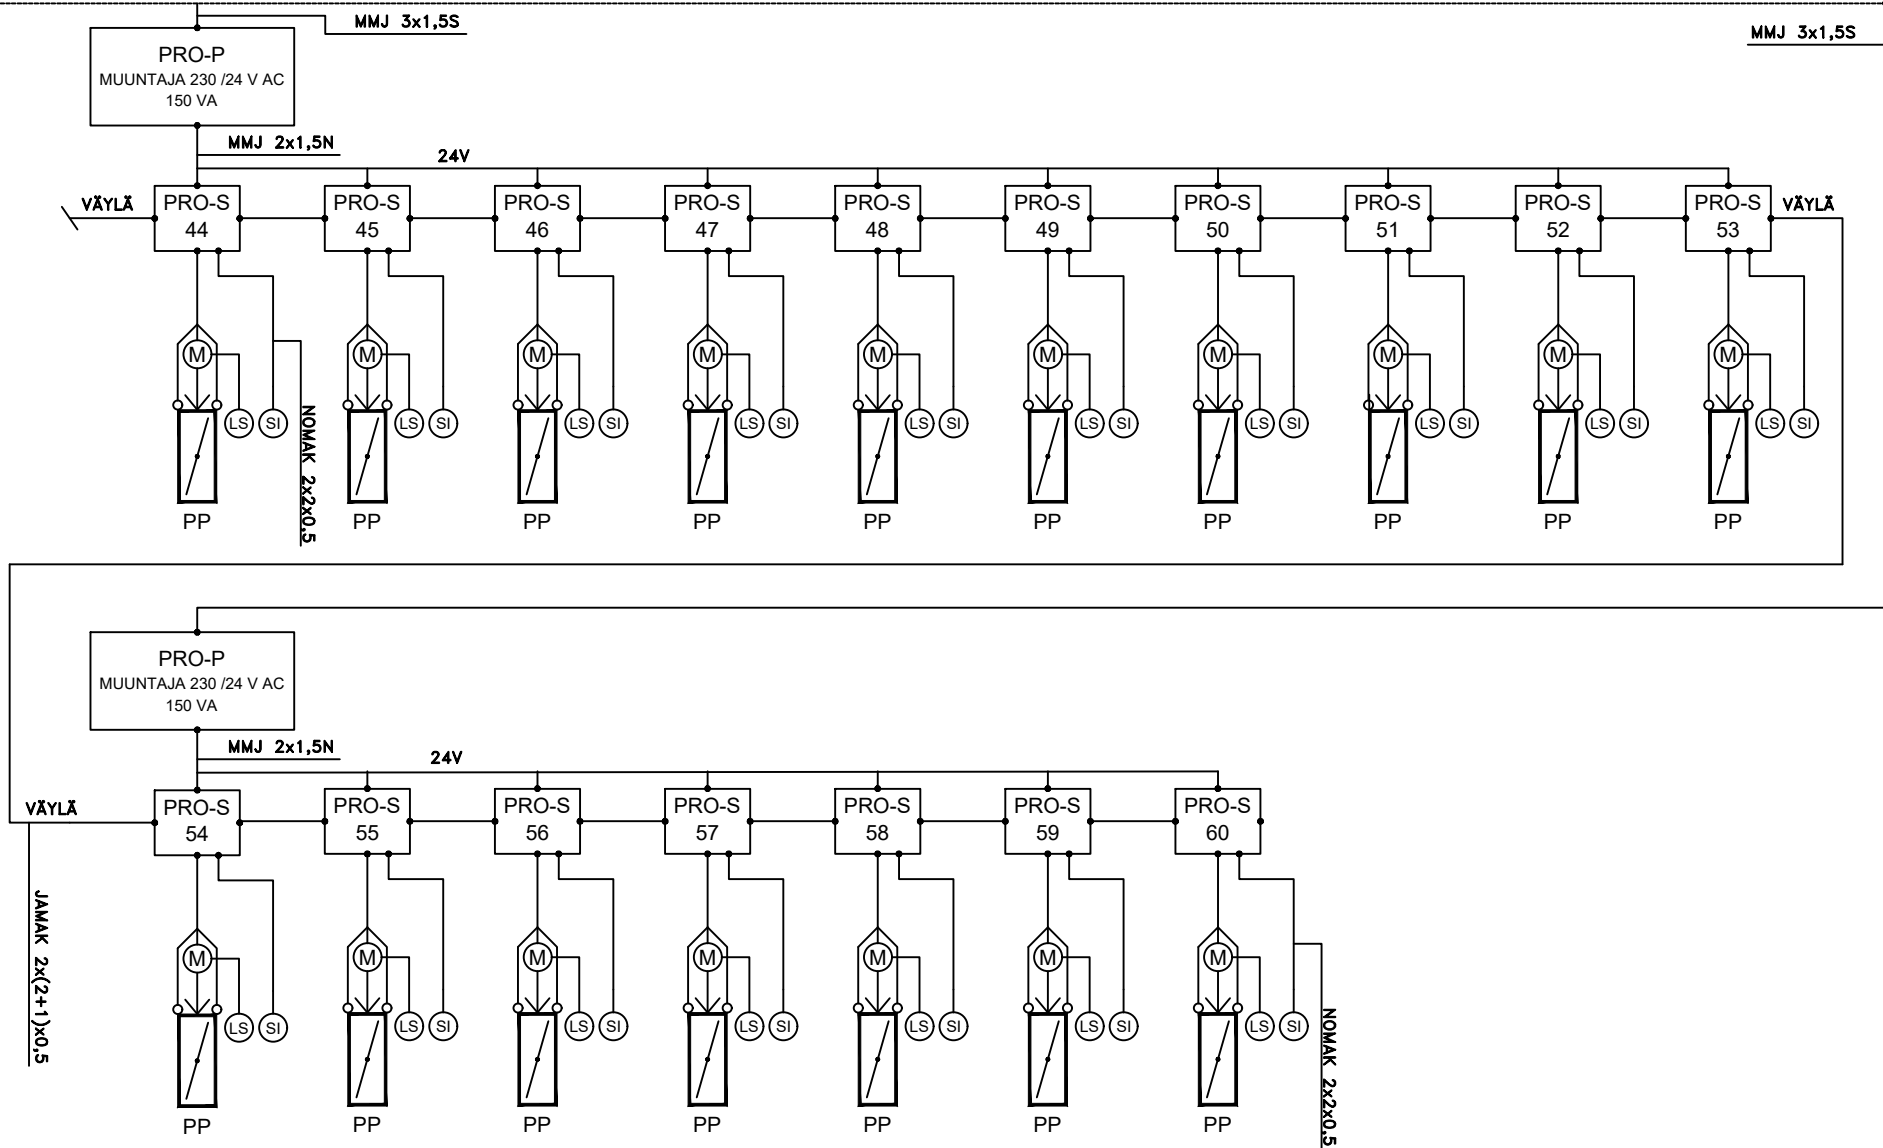 MMJ 3x1,5S
MMJ 3x1,5S
PRO-P
MUUNTAJA 230 /24 V AC
150 VA
MMJ 2x1,5N
24V
VÄYLÄ
PRO-S
44
PRO-S
45
PRO-S
46
PRO-S
47
PRO-S
48
PRO-S
49
PRO-S
50
PRO-S
51
PRO-S
52
PRO-S
53
VÄYLÄ
M
M
M
M
M
M
M
M
M
M
LS
SI
LS
SI
LS
SI
LS
SI
LS
SI
LS
SI
LS
SI
LS
SI
LS
SI
LS
SI
NOMAK 2x2x0,5
PP
PP
PP
PP
PP
PP
PP
PP
PP
PP
PRO-P
MUUNTAJA 230 /24 V AC
150 VA
MMJ 2x1,5N
24V
VÄYLÄ
PRO-S
54
PRO-S
55
PRO-S
56
PRO-S
57
PRO-S
58
PRO-S
59
PRO-S
60
JAMAK 2x(2+1)x0,5
M
M
M
M
M
M
M
LS
SI
LS
SI
LS
SI
LS
SI
LS
SI
LS
SI
LS
SI
NOMAK 2x2x0,5
PP
PP
PP
PP
PP
PP
PP